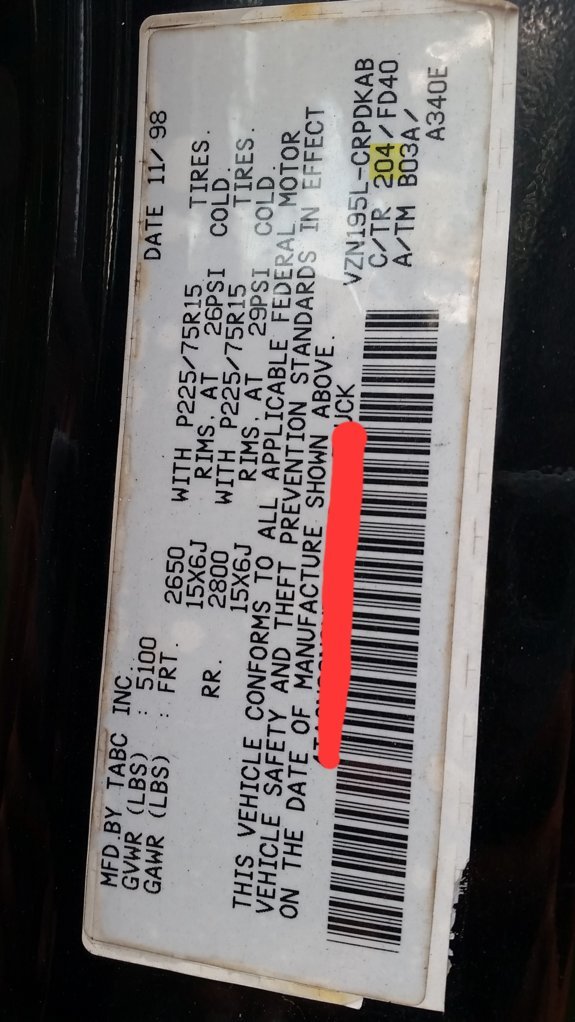 MFD.BY TABC INC. DATE 11/98
GVWR (LBS) : 5100
GAWR (LBS) : FRT. 2650 WITH P225/75R15 TIRES.
15X6J RIMS, AT 26PSI COLD.
RR. 2800 WITH P225/75R15 TIRES.
15X6J RIMS, AT 29PSI COLD.
THIS VEHICLE CONFORMS TO ALL APPLICABLE FEDERAL MOTOR
VEHICLE SAFETY AND THEFT PREVENTION STANDARDS IN EFFECT
ON THE DATE OF MANUFACTURE SHOWN ABOVE.
UCK
VZN195L-CRPDKAB
C/TR 204/FD40
A/TM B03A/
A340E